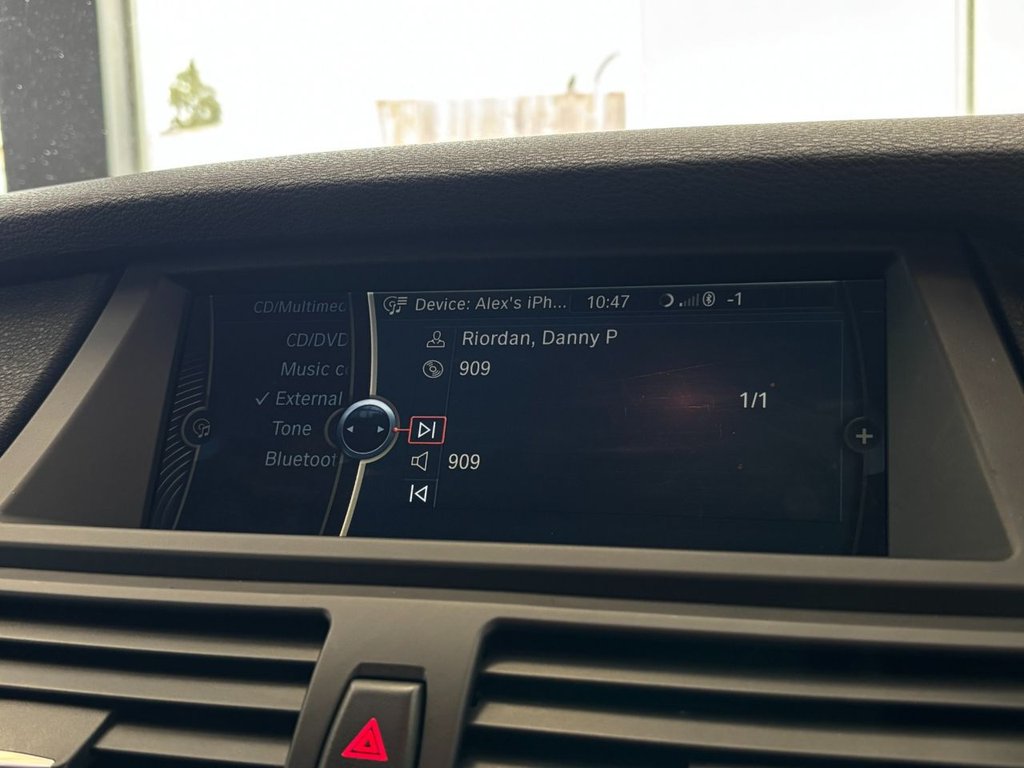 CD/Multimed
CD/DVD
Music c
External
Tone
Bluetoot
Device: Alex's iPh... 10:47 -1
Riordan, Danny P
909
1/1
909